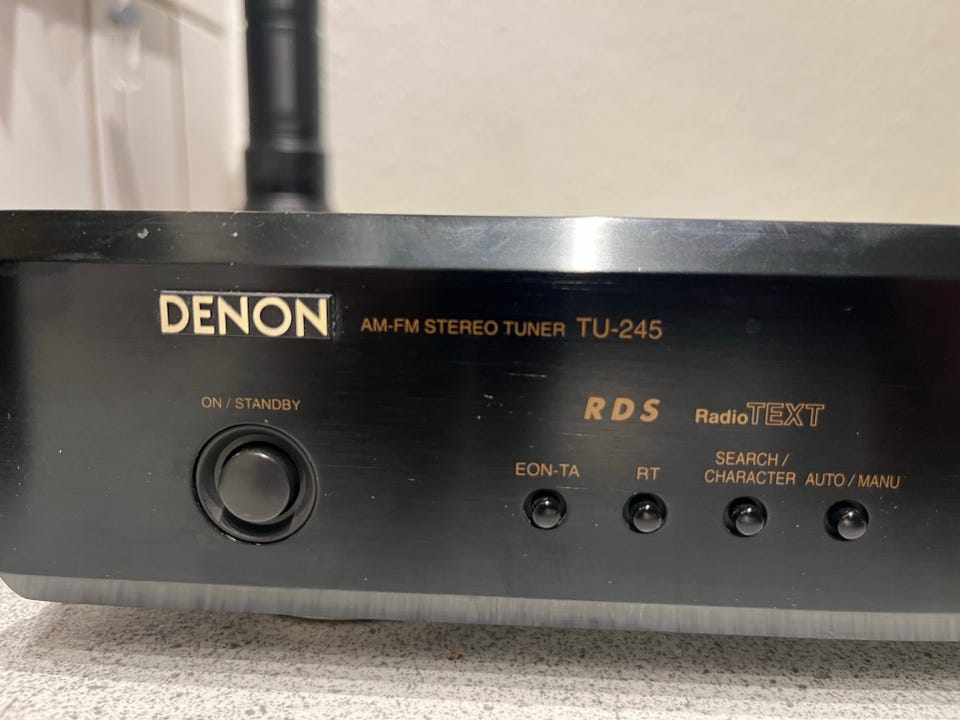 DENON AM-FM STEREO TUNER TU-245
ON / STANDBY
RDS RadioTEXT
EON-TA RT SEARCH / CHARACTER AUTO / MANU